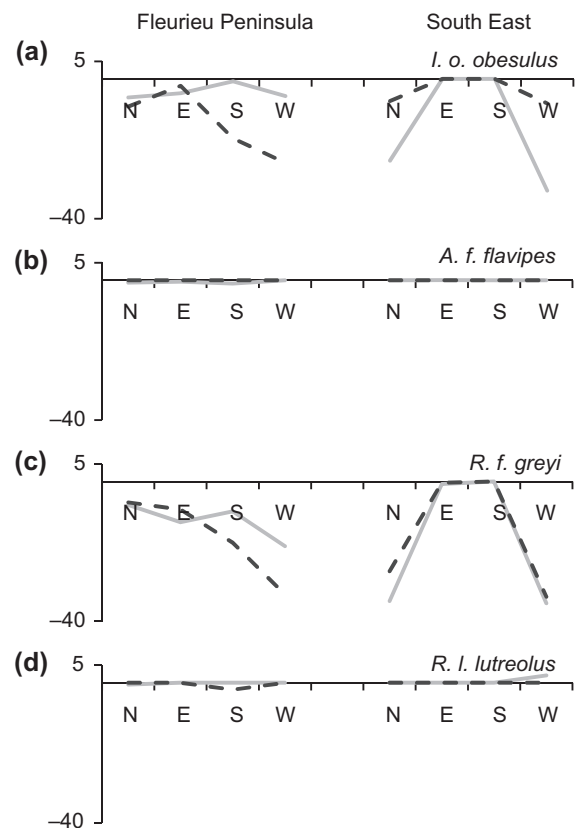 Fleurieu Peninsula South East
(a) 5 I. o. obesulus
N E S W N E S W
–40
(b) 5 A. f. flavipes
N E S W N E S W
–40
(c) 5 R. f. greyi
N E S W N E S W
–40
(d) 5 R. l. lutreolus
N E S W N E S W
–40